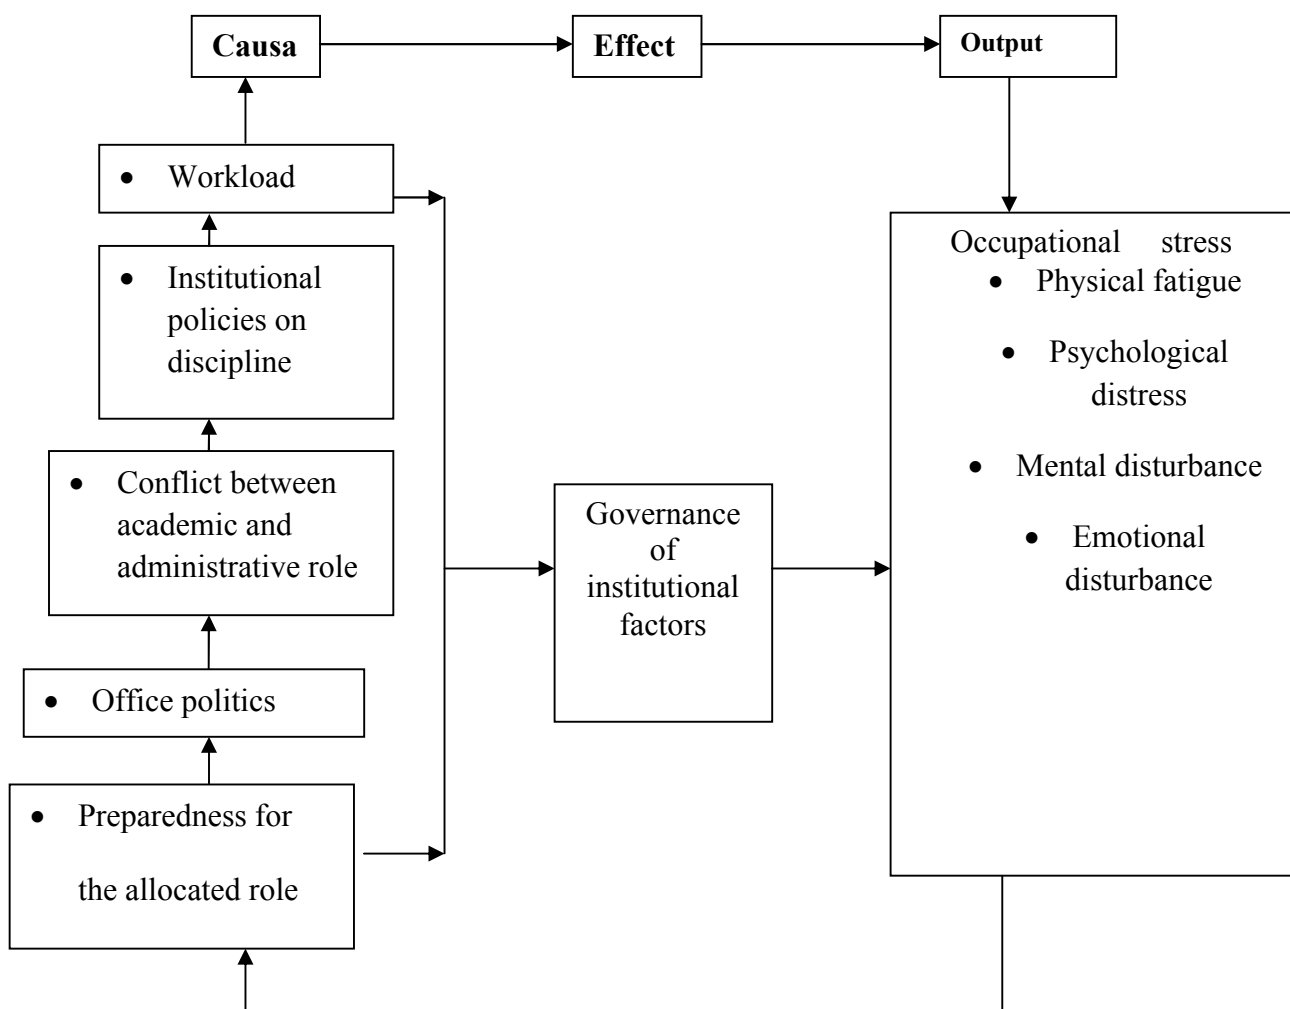 Causa
Effect
Output
• Workload
• Institutional
policies on
discipline
• Conflict between
academic and
administrative role
• Office politics
• Preparedness for
the allocated role
Governance
of
institutional
factors
Occupational stress
• Physical fatigue
• Psychological
distress
• Mental disturbance
• Emotional
disturbance